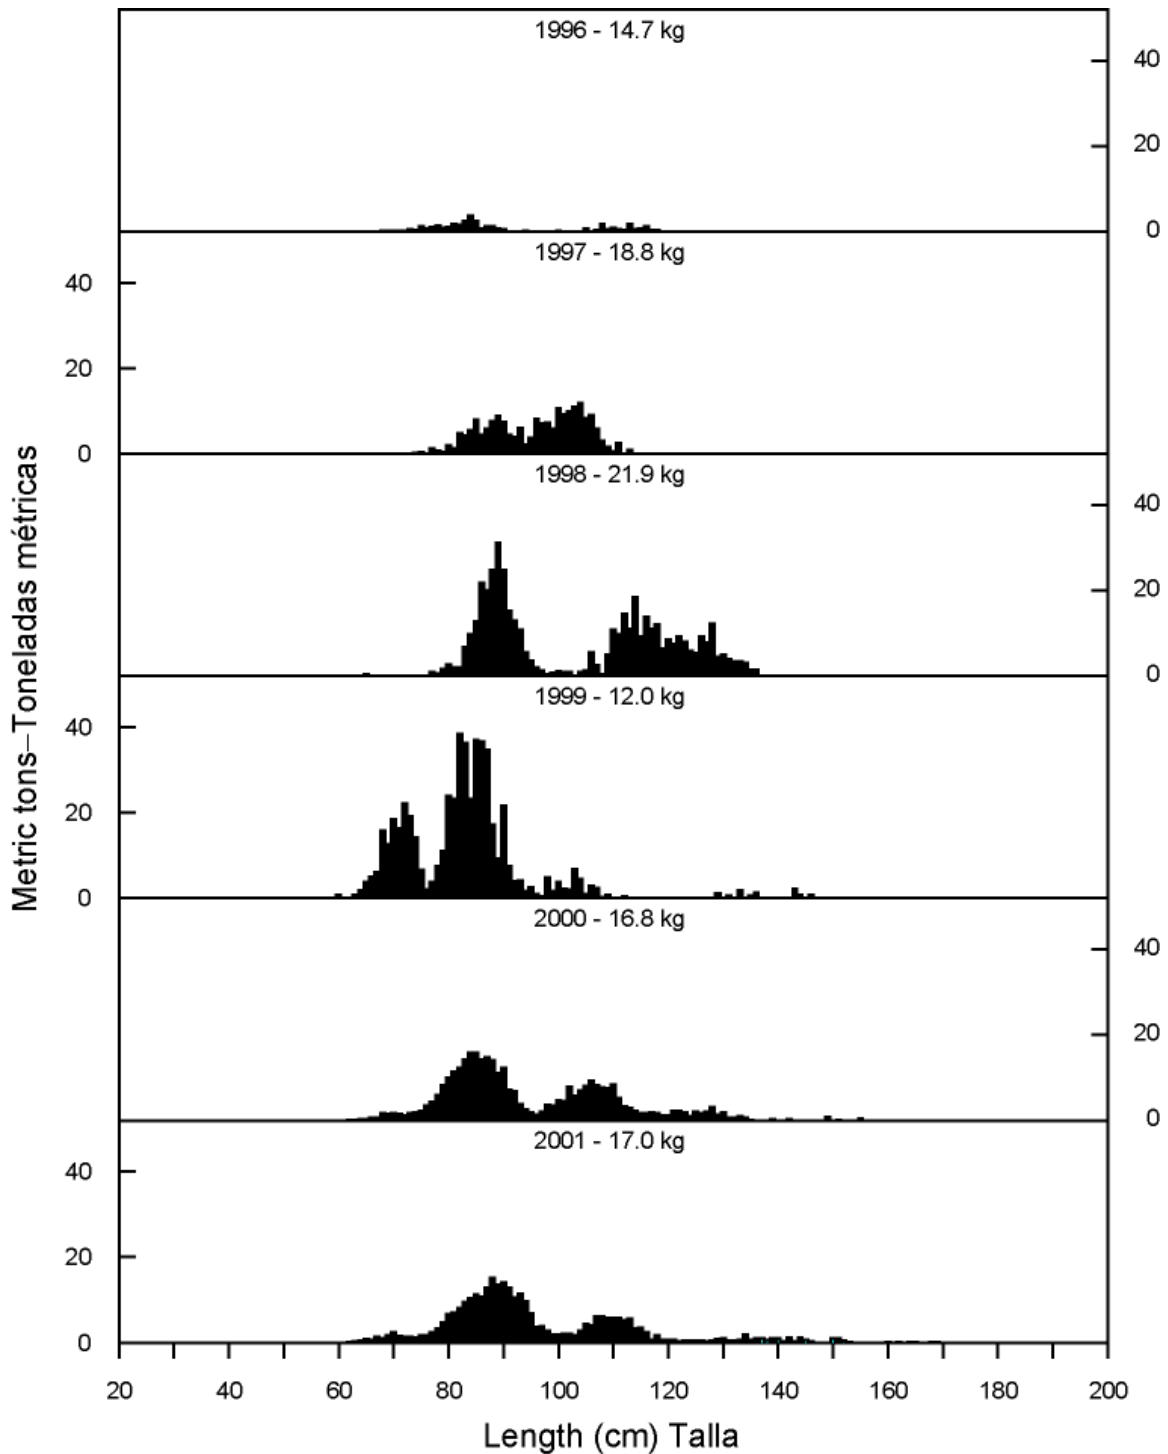 1996 - 14.7 kg
40
20
0
1997 - 18.8 kg
40
20
0
1998 - 21.9 kg
40
20
0
1999 - 12.0 kg
40
20
0
2000 - 16.8 kg
40
20
0
2001 - 17.0 kg
40
20
0
Metric tons–Toneladas métricas
20 40 60 80 100 120 140 160 180 200
Length (cm) Talla